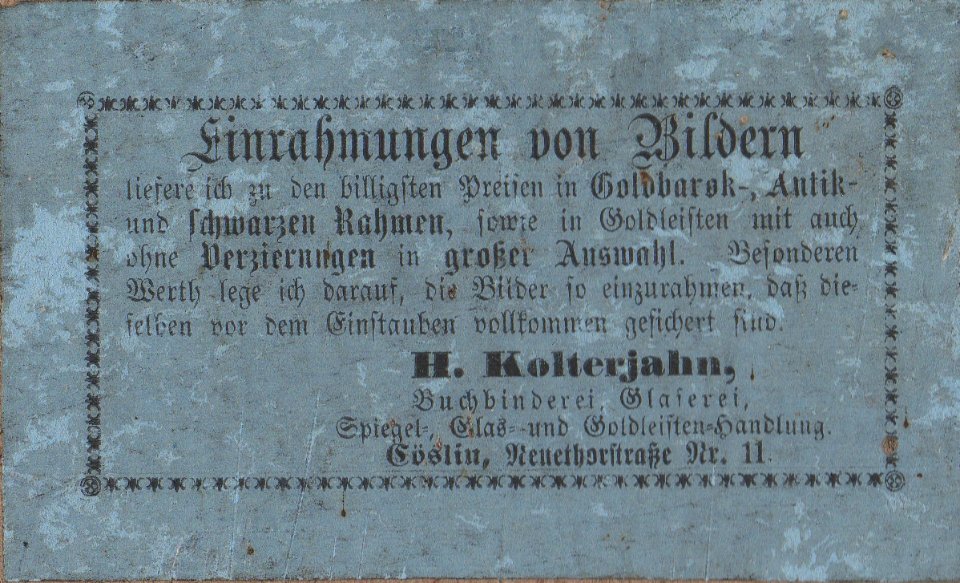 Einrahmungen von Bildern
liefere ich zu den billigsten Preisen in Goldbarok-, Antik-
und schwarzen Rahmen, sowie in Goldleisten mit auch
ohne Verzierungen in großer Auswahl. Besonderen
Werth lege ich darauf, die Bilder so einzurahmen, daß die-
selben vor dem Einstauben vollkommen gesichert sind.
H. Kolterjahn,
Buchbinderei, Glaserei,
Spiegel-, Glas- und Goldleisten-Handlung.
Cöslin, Neuethorstraße Nr. 11.